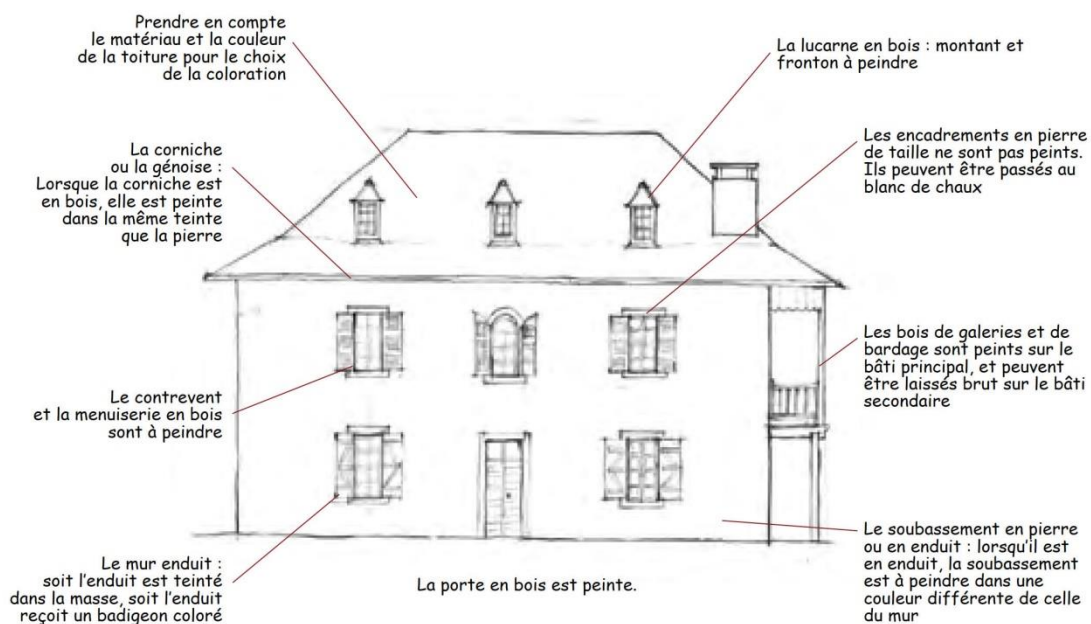 Prendre en compte
le matériau et la couleur
de la toiture pour le choix
de la coloration
La lucarne en bois : montant et
fronton à peindre
La corniche
ou la génoise :
Lorsque la corniche est
en bois, elle est peinte
dans la même teinte
que la pierre
Les encadrements en pierre
de taille ne sont pas peints.
Ils peuvent être passés au
blanc de chaux
Le contrevent
et la menuiserie en bois
sont à peindre
Les bois de galeries et de
bardage sont peints sur le
bâti principal, et peuvent
être laissés brut sur le bâti
secondaire
Le mur enduit :
soit l'enduit est teinté
dans la masse, soit l'enduit
reçoit un badigeon coloré
La porte en bois est peinte.
Le soubassement en pierre
ou en enduit : lorsqu'il est
en enduit, la soubassement
est à peindre dans une
couleur différente de celle
du mur